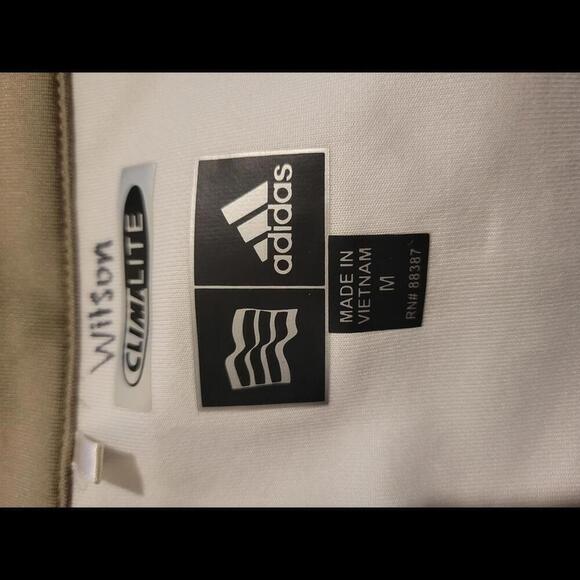 Wilson
CLIMALITE
adidas
MADE IN
VIETNAM
M
RN# 88387